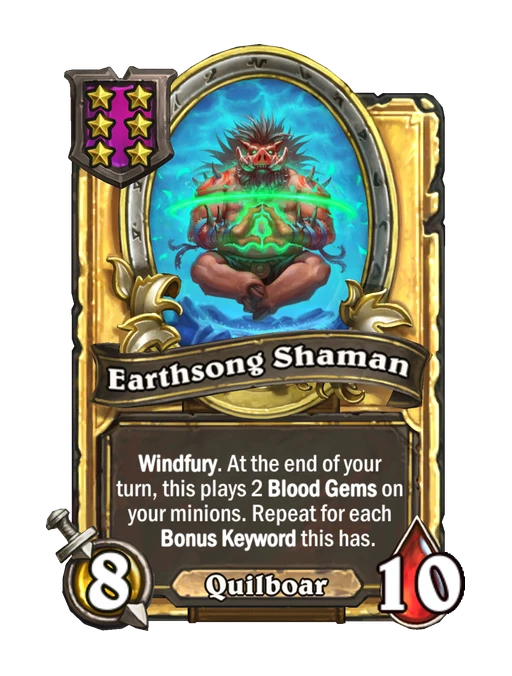 Earthsong Shaman
Windfury. At the end of your
turn, this plays 2 Blood Gems on
your minions. Repeat for each
Bonus Keyword this has.
8
Quilboar
10